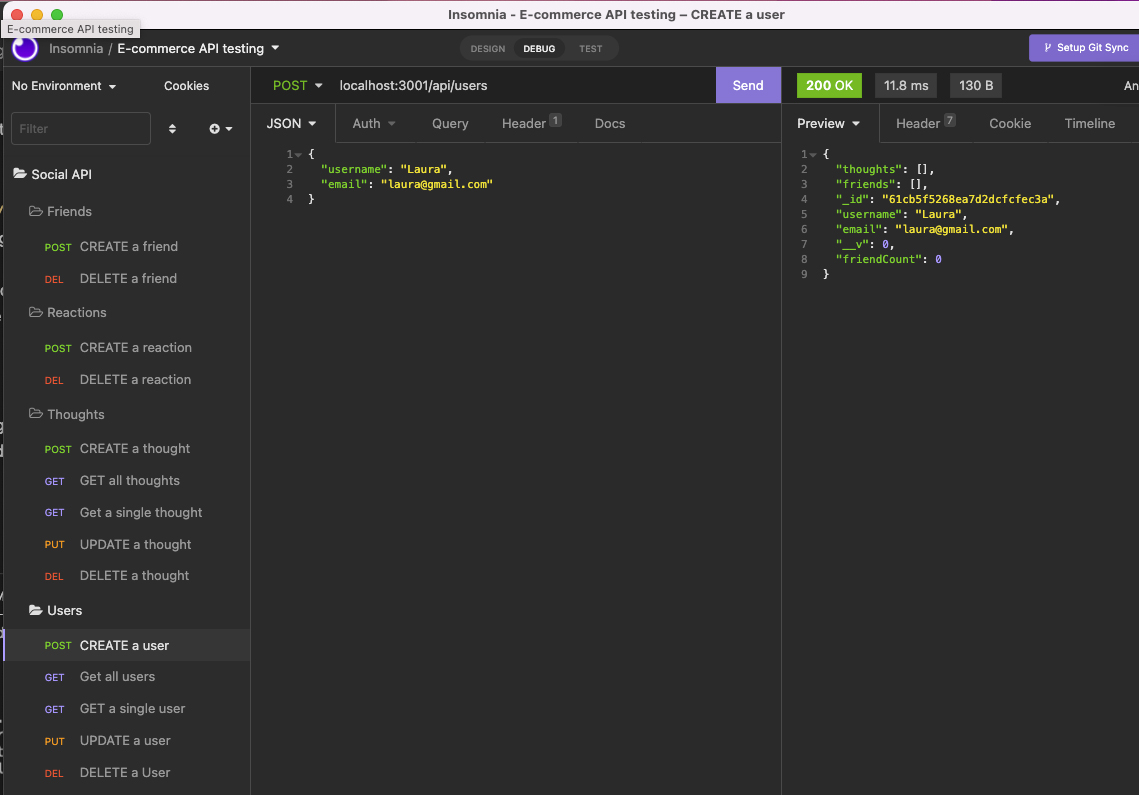 Insomnia - E-commerce API testing – CREATE a user
E-commerce API testing
Insomnia / E-commerce API testing
DESIGN DEBUG TEST
Setup Git Sync
No Environment Cookies
POST localhost:3001/api/users Send
200 OK 11.8 ms 130 B
Filter
JSON Auth Query Header 1 Docs
Preview Header 7 Cookie Timeline
Social API
Friends
POST CREATE a friend
DEL DELETE a friend
Reactions
POST CREATE a reaction
DEL DELETE a reaction
Thoughts
POST CREATE a thought
GET GET all thoughts
GET Get a single thought
PUT UPDATE a thought
DEL DELETE a thought
Users
POST CREATE a user
GET Get all users
GET GET a single user
PUT UPDATE a user
DEL DELETE a User
1 {
2 "username": "Laura",
3 "email": "laura@gmail.com"
4 }
1 {
2 "thoughts": [],
3 "friends": [],
4 "_id": "61cb5f5268ea7d2dcfcfec3a",
5 "username": "Laura",
6 "email": "laura@gmail.com",
7 "__v": 0,
8 "friendCount": 0
9 }